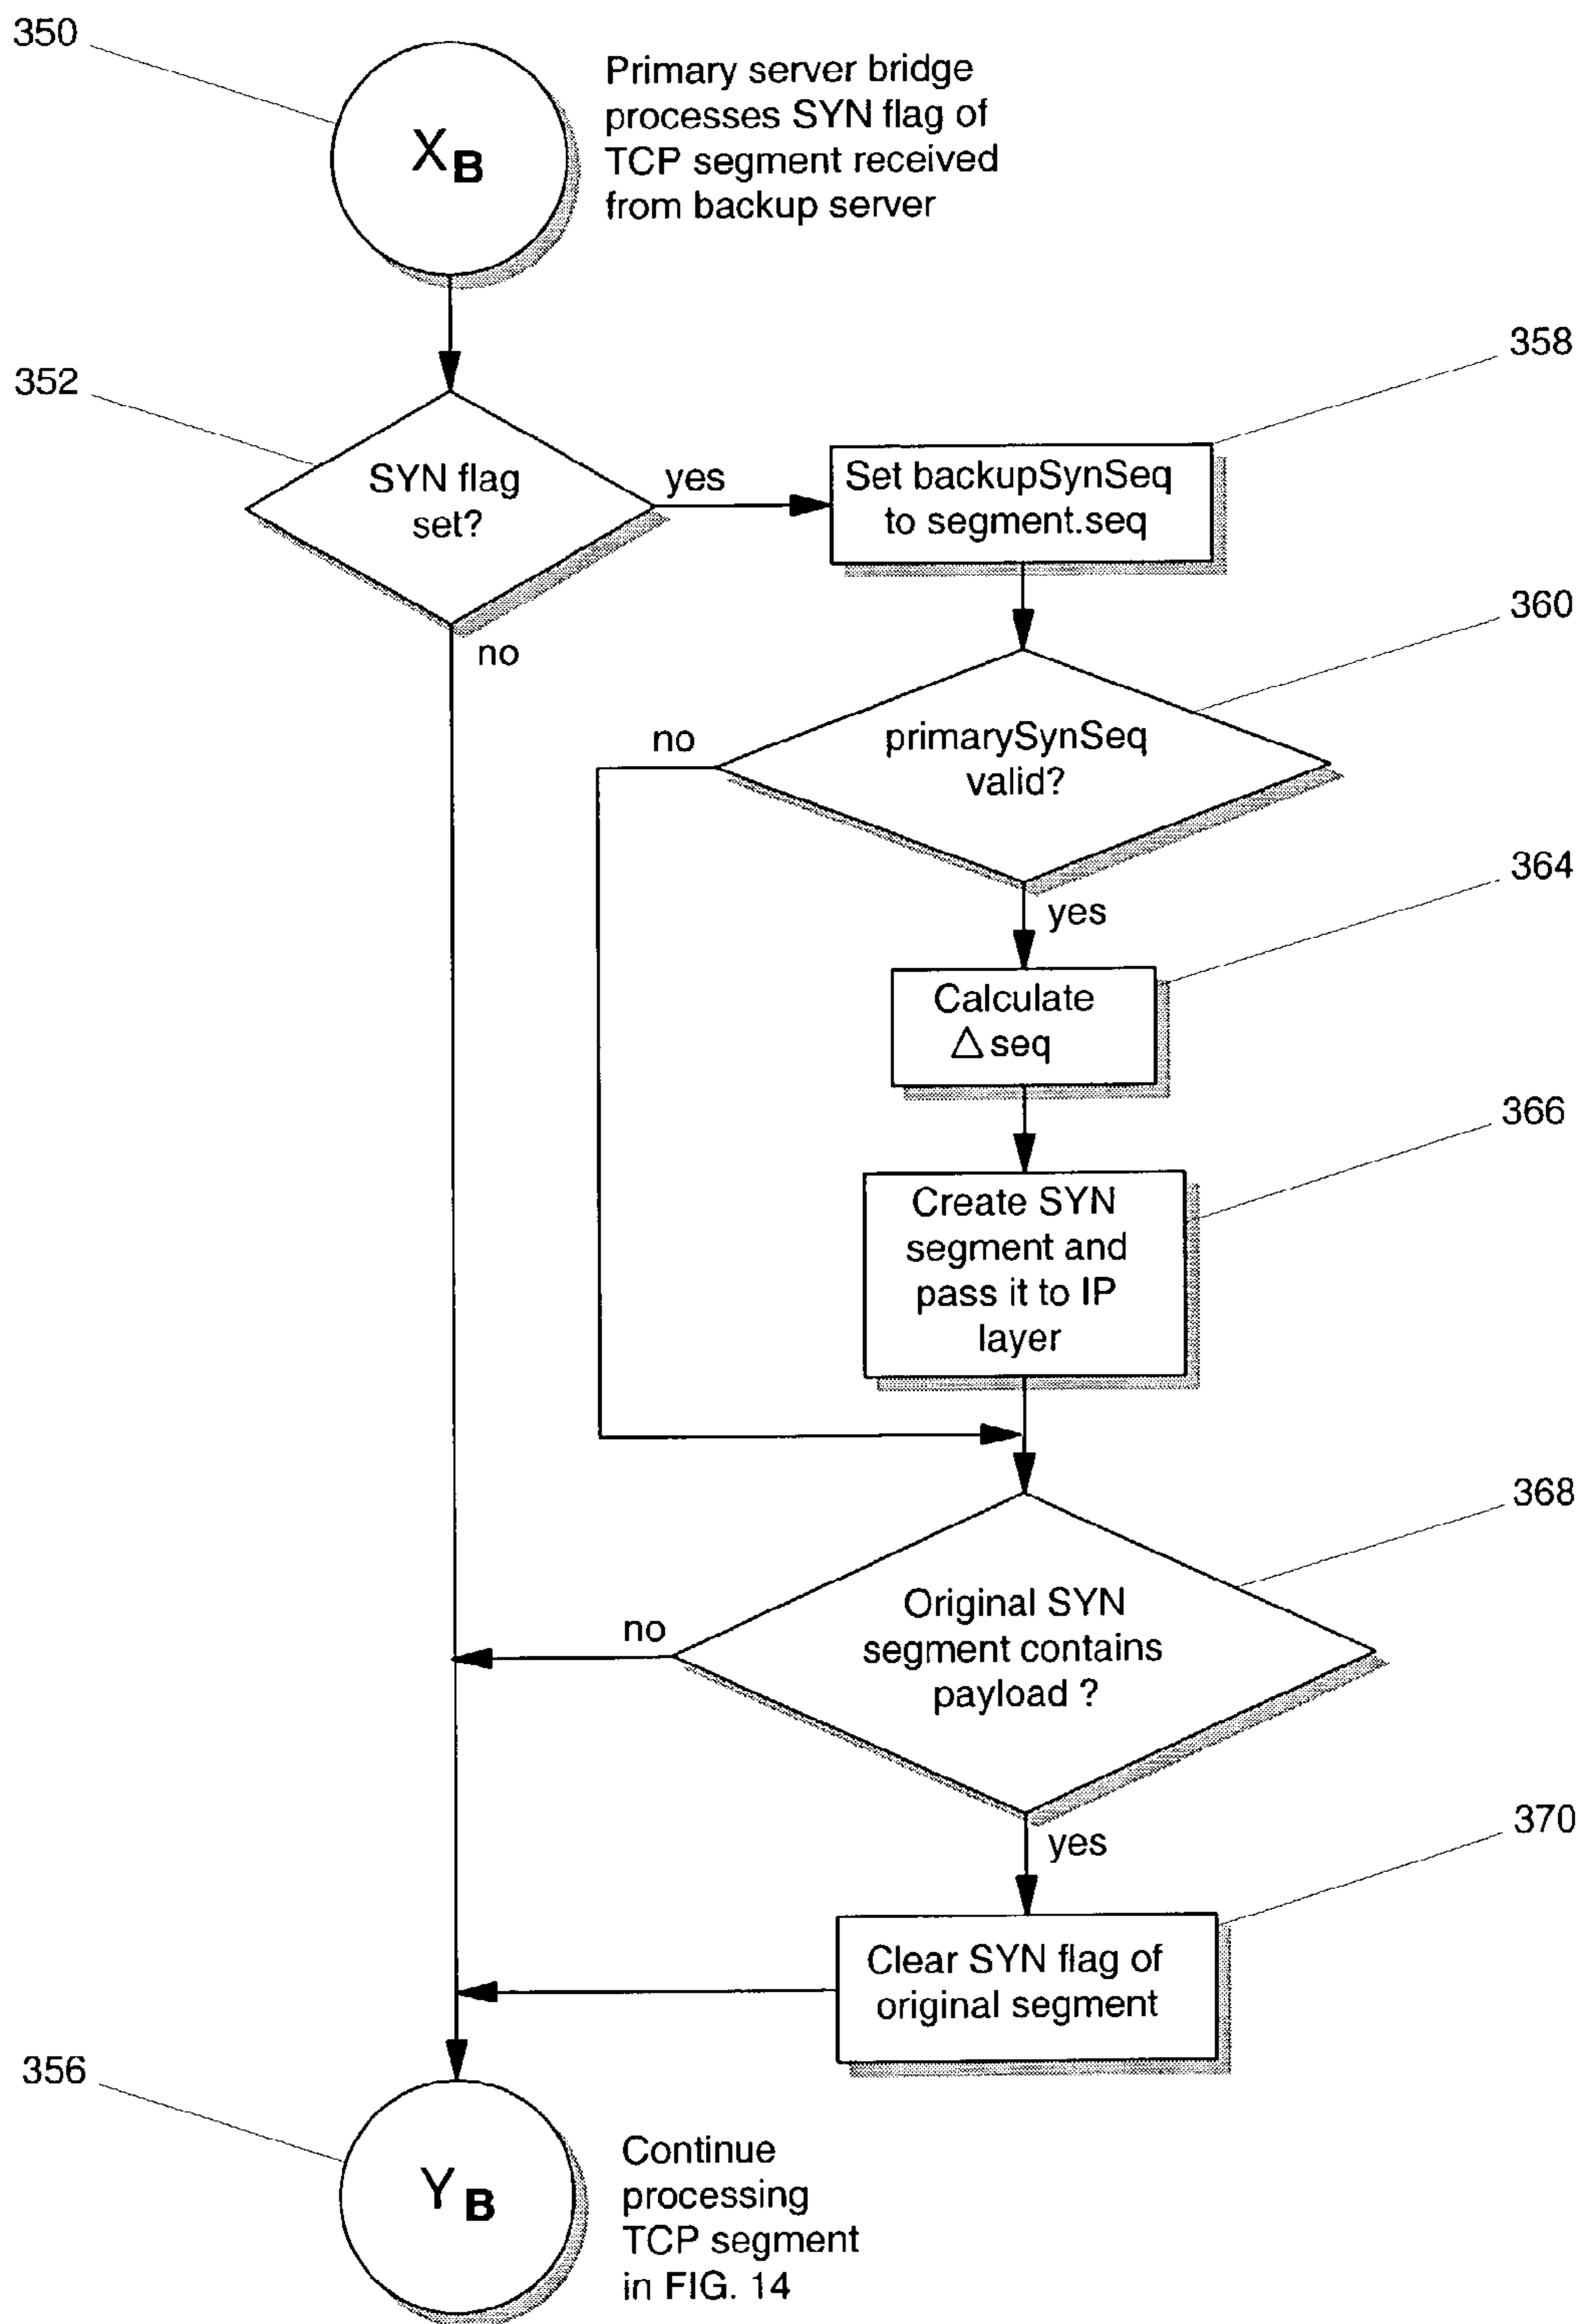 350
X B
Primary server bridge
processes SYN flag of
TCP segment received
from backup server
352
SYN flag
set?
yes
no
358
Set backupSynSeq
to segment.seq
360
primarySynSeq
valid?
no
yes
364
Calculate
△ seq
366
Create SYN
segment and
pass it to IP
layer
368
Original SYN
segment contains
payload ?
no
yes
370
Clear SYN flag of
original segment
356
Y B
Continue
processing
TCP segment
in FIG. 14